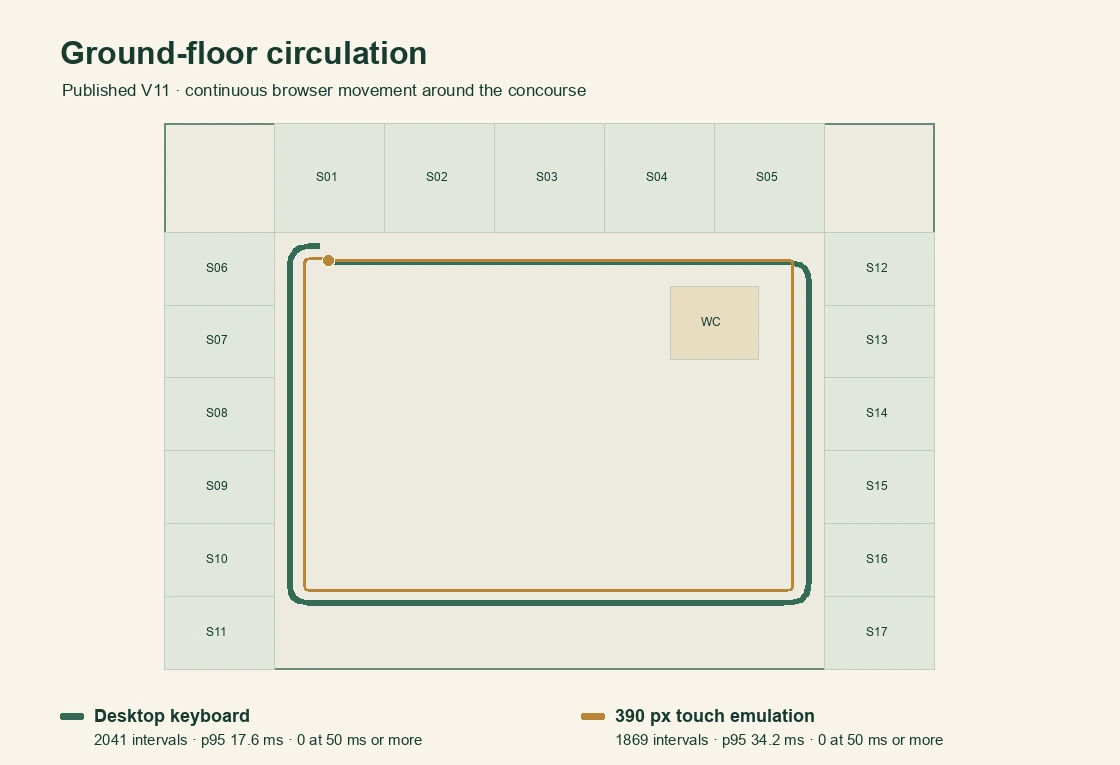 Ground-floor circulation
Published V11 · continuous browser movement around the concourse
S01 S02 S03 S04 S05
S06 S12
WC
S07 S13
S08 S14
S09 S15
S10 S16
S11 S17
Desktop keyboard
2041 intervals · p95 17.6 ms · 0 at 50 ms or more
390 px touch emulation
1869 intervals · p95 34.2 ms · 0 at 50 ms or more